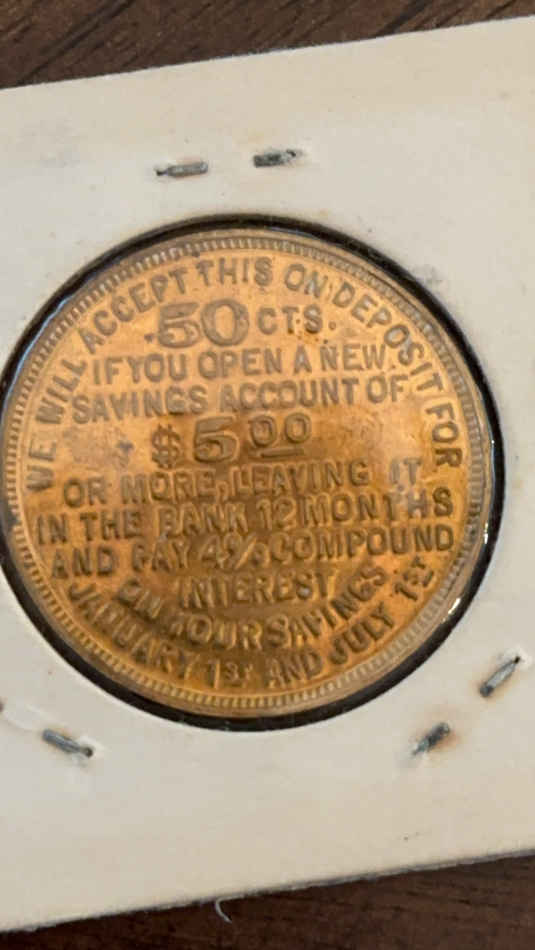 WE WILL ACCEPT THIS ON DEPOSIT FOR
50 CTS.
IF YOU OPEN A NEW
SAVINGS ACCOUNT OF
$5.00
OR MORE, LEAVING IT
IN THE BANK 12 MONTHS
AND PAY 4% COMPOUND
INTEREST
ON YOUR SAVINGS.
JANUARY 1ST AND JULY 1ST